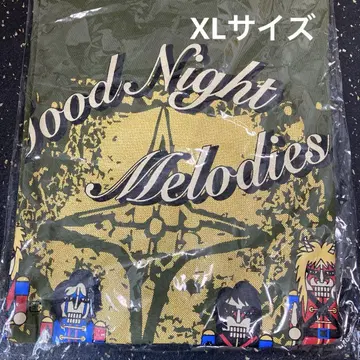 XLサイズ
Good Night
Melodies